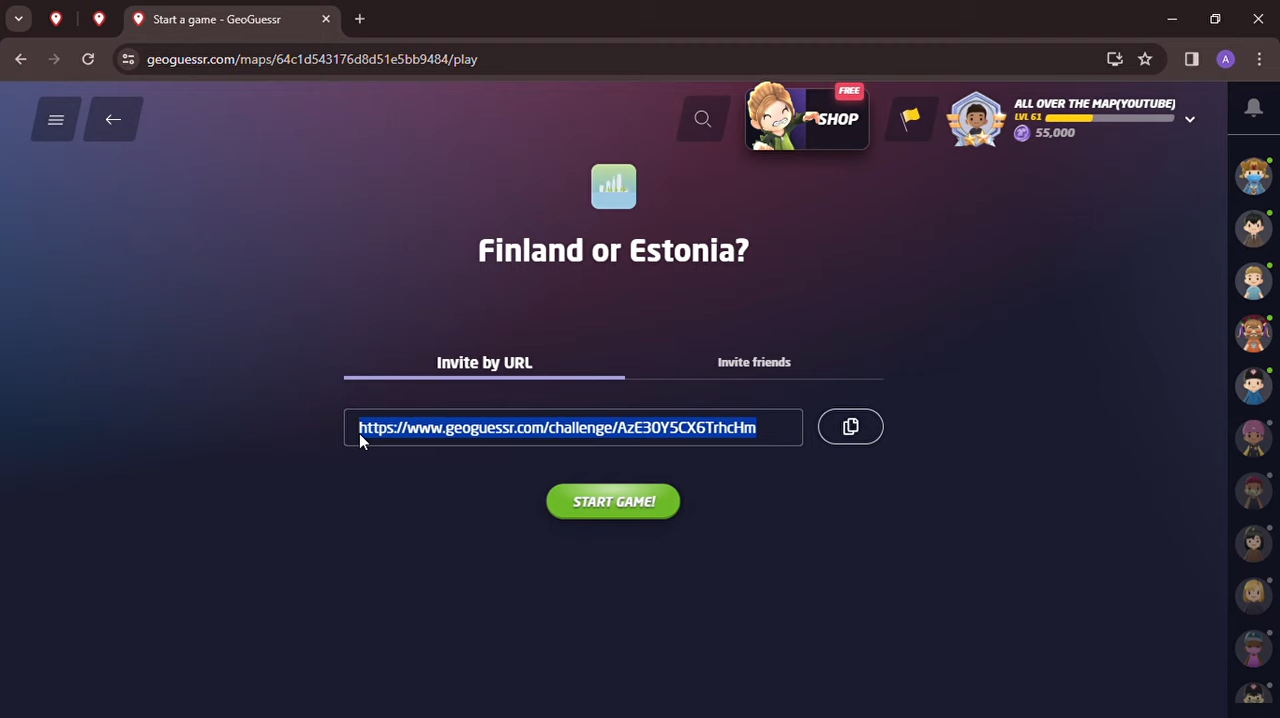 Start a game - GeoGuessr
geoguessr.com/maps/64c1d543176d8d51e5bb9484/play
A
FREE
SHOP
ALL OVER THE MAP(YOUTUBE)
LVL 61
55,000
Finland or Estonia?
Invite by URL
Invite friends
https://www.geoguessr.com/challenge/AzE30Y5CX6TrhcHm
START GAME!